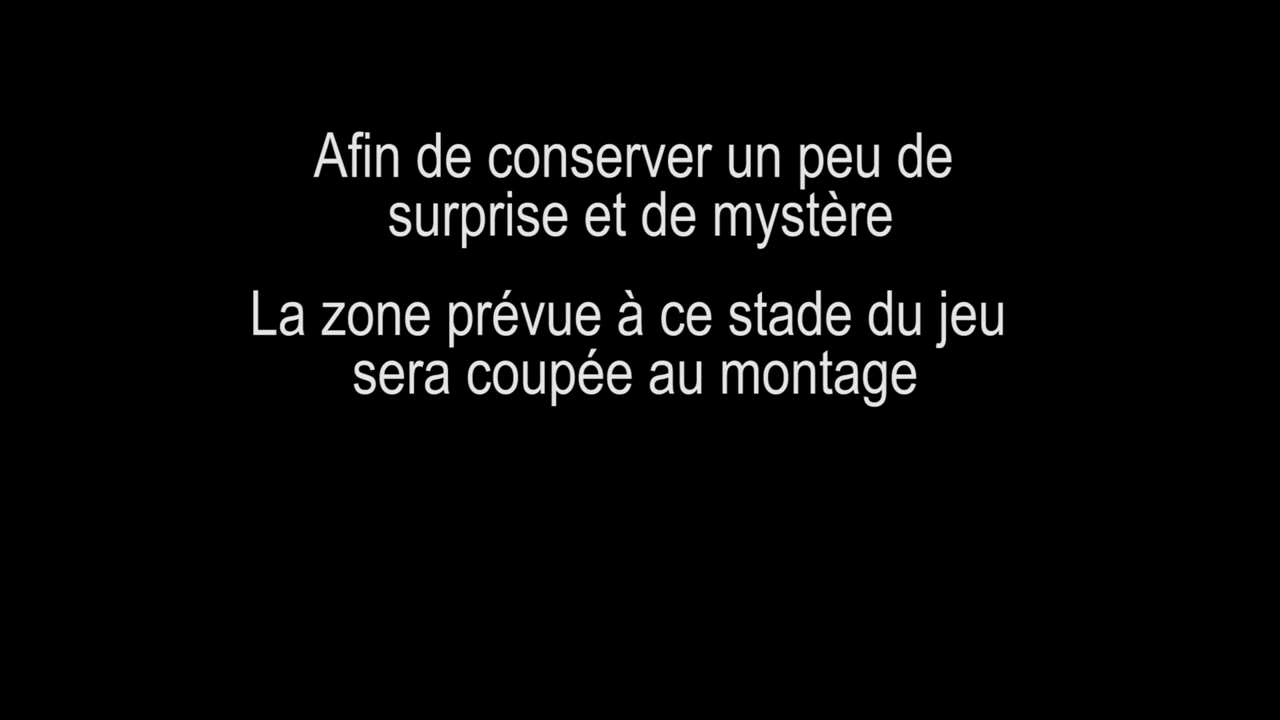 Afin de conserver un peu de
surprise et de mystère
La zone prévue à ce stade du jeu
sera coupée au montage